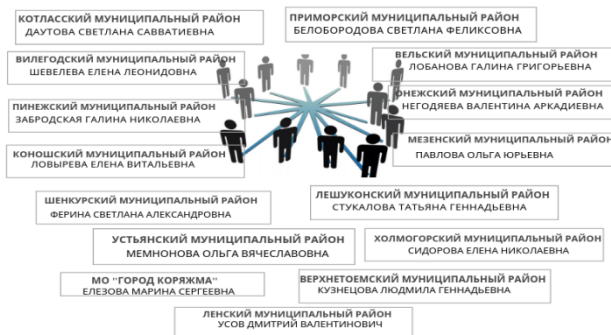 КОТЛАССКИЙ МУНИЦИПАЛЬНЫЙ РАЙОН
ДАУТОВА СВЕТЛАНА САВВАТИЕВНА
ПРИМОРСКИЙ МУНИЦИПАЛЬНЫЙ РАЙОН
БЕЛОБОРОДОВА СВЕТЛАНА ФЕЛИКСОВНА
ВИЛЕГОДСКИЙ МУНИЦИПАЛЬНЫЙ РАЙОН
ШЕВЕЛЕВА ЕЛЕНА ЛЕОНИДОВНА
ВЕЛЬСКИЙ МУНИЦИПАЛЬНЫЙ РАЙОН
ЛОБАНОВА ГАЛИНА ГРИГОРЬЕВНА
ПИНЕЖСКИЙ МУНИЦИПАЛЬНЫЙ РАЙОН
ЗАБРОДСКАЯ ГАЛИНА НИКОЛАЕВНА
ОНЕЖСКИЙ МУНИЦИПАЛЬНЫЙ РАЙОН
НЕГОДЯЕВА ВАЛЕНТИНА АРКАДИЕВНА
КОНОШСКИЙ МУНИЦИПАЛЬНЫЙ РАЙОН
ЛОВЫРЕВА ЕЛЕНА ВИТАЛЬЕВНА
МЕЗЕНСКИЙ МУНИЦИПАЛЬНЫЙ РАЙОН
ПАВЛОВА ОЛЬГА ЮРЬЕВНА
ШЕНКУРСКИЙ МУНИЦИПАЛЬНЫЙ РАЙОН
ФЕРИНА СВЕТЛАНА АЛЕКСАНДРОВНА
ЛЕШУКОНСКИЙ МУНИЦИПАЛЬНЫЙ РАЙОН
СТУКАЛОВА ТАТЬЯНА ГЕННАДЬЕВНА
УСТЬЯНСКИЙ МУНИЦИПАЛЬНЫЙ РАЙОН
МЕМНОНОВА ОЛЬГА ВЯЧЕСЛАВОВНА
ХОЛМОГОРСКИЙ МУНИЦИПАЛЬНЫЙ РАЙОН
СИДОРОВА ЕЛЕНА НИКОЛАЕВНА
МО "ГОРОД КОРЯЖМА"
ЕЛЕЗОВА МАРИНА СЕРГЕЕВНА
ВЕРХНЕТОЕМСКИЙ МУНИЦИПАЛЬНЫЙ РАЙОН
КУЗНЕЦОВА ЛЮДМИЛА ГЕННАДЬЕВНА
ЛЕНСКИЙ МУНИЦИПАЛЬНЫЙ РАЙОН
УСОВ ДМИТРИЙ ВАЛЕНТИНОВИЧ